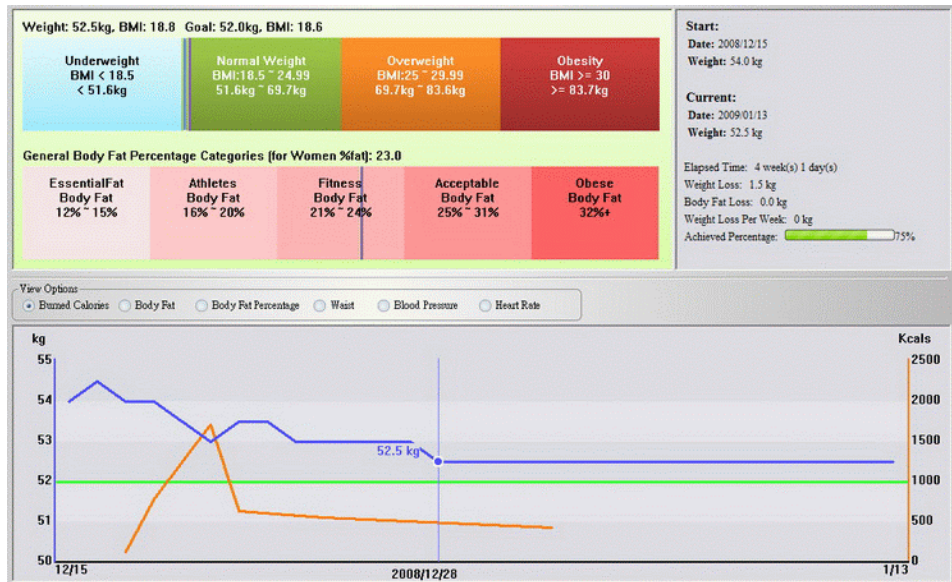 Weight: 52.5kg, BMI: 18.8 Goal: 52.0kg, BMI: 18.6
Underweight
BMI < 18.5
< 51.6kg
Normal Weight
BMI:18.5 ~ 24.99
51.6kg ~ 69.7kg
Overweight
BMI:25 ~ 29.99
69.7kg ~ 83.6kg
Obesity
BMI >= 30
>= 83.7kg
General Body Fat Percentage Categories (for Women %fat): 23.0
EssentialFat
Body Fat
12% ~ 15%
Athletes
Body Fat
16% ~ 20%
Fitness
Body Fat
21% ~ 24%
Acceptable
Body Fat
25% ~ 31%
Obese
Body Fat
32%+
Start:
Date: 2008/12/15
Weight: 54.0 kg
Current:
Date: 2009/01/13
Weight: 52.5 kg
Elapsed Time: 4 week(s) 1 day(s)
Weight Loss: 1.5 kg
Body Fat Loss: 0.0 kg
Weight Loss Per Week: 0 kg
Achieved Percentage: 75%
View Options
Burned Calories Body Fat Body Fat Percentage Waist Blood Pressure Heart Rate
kg
Kcals
55
2500
54
2000
53
1500
52.5 kg
52
1000
51
500
50
0
12/15
2008/12/28
1/13